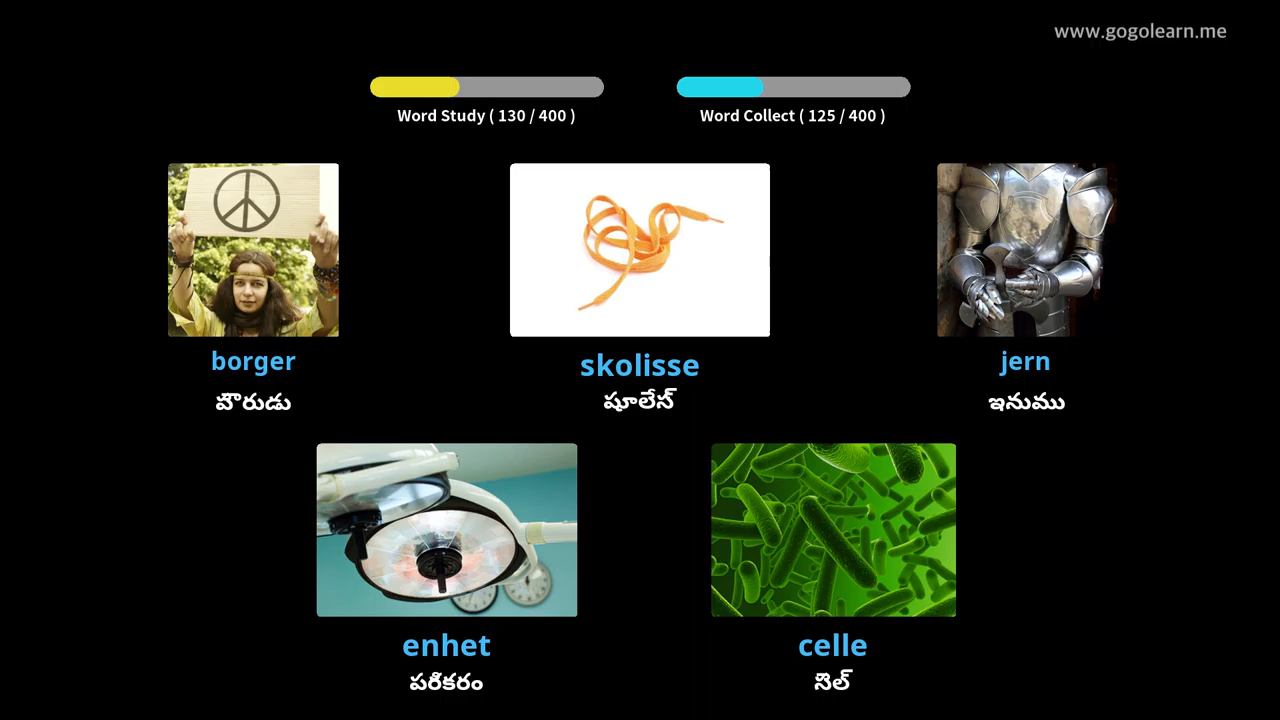 www.gogolearn.me
Word Study ( 130 / 400 )
Word Collect ( 125 / 400 )
borger
పౌరుడు
skolisse
షూలేన్
jern
ఇనుము
enhet
పరికరం
celle
సెల్